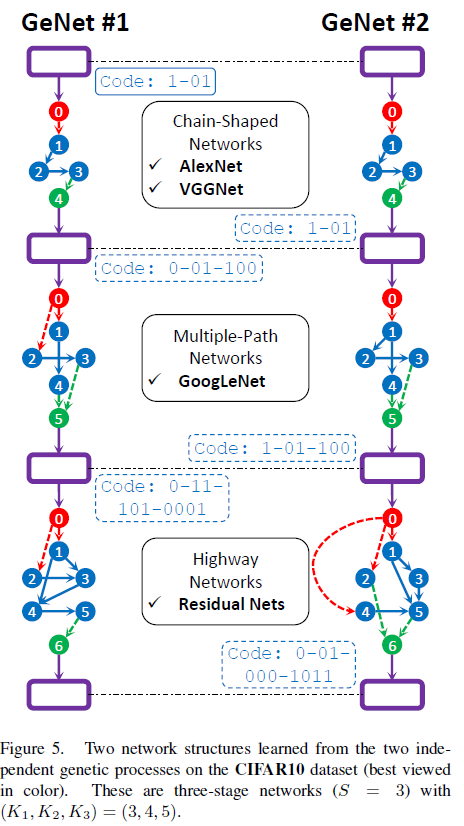 GeNet #1
GeNet #2
Code: 1-01
0
1
2 3
4
0
1
2 3
4
Chain-Shaped
Networks
✓ AlexNet
✓ VGGNet
Code: 1-01
Code: 0-01-100
0
1
2 3
4
5
0
1
2 3
4
5
Multiple-Path
Networks
✓ GoogLeNet
Code: 1-01-100
Code: 0-11-
101-0001
0
1
2 3
4 5
6
0
1
2 3
4 5
6
Highway
Networks
✓ Residual Nets
Code: 0-01-
000-1011
Figure 5. Two network structures learned from the two inde-
pendent genetic processes on the CIFAR10 dataset (best viewed
in color). These are three-stage networks (S = 3) with
(K₁, K₂, K₃) = (3, 4, 5).